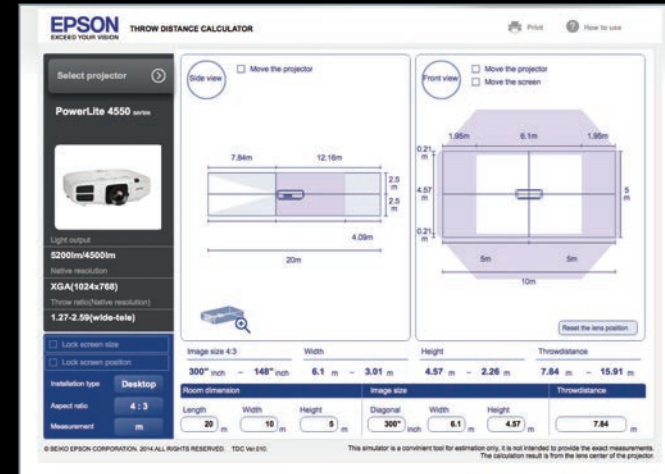 EPSON
EXCEED YOUR VISION
THROW DISTANCE CALCULATOR
Print
How to use
Select projector
PowerLite 4550 series
Light output
5200lm/4500lm
Native resolution
XGA(1024x768)
Throw ratio(Native resolution)
1.27-2.59(wide-tele)
Lock screen size
Lock screen position
Installation type Desktop
Aspect ratio 4:3
Measurement m
Side view
Move the projector
7.84m 12.16m
2.5
m
2.5
m
4.09m
20m
Front view
Move the projector
Move the screen
1.95m 6.1m 1.95m
0.21
m
4.57
m
0.21
m
5
m
5m 5m
10m
Reset the lens position
Image size 4:3 Width Height Throwdistance
300" inch ~ 148" inch 6.1 m ~ 3.01 m 4.57 m ~ 2.26 m 7.84 m ~ 15.91 m
Room dimension Image size Throwdistance
Length Width Height Diagonal Width Height
20 m 10 m 5 m 300" inch 6.1 m 4.57 m 7.84 m
© SEIKO EPSON CORPORATION. 2014 ALL RIGHTS RESERVED. TDC Ver.010.
This simulator is a convinient tool for estimation only, it is not intended to provide the exact measurements.
The calculation result is from the lens center of the projector.